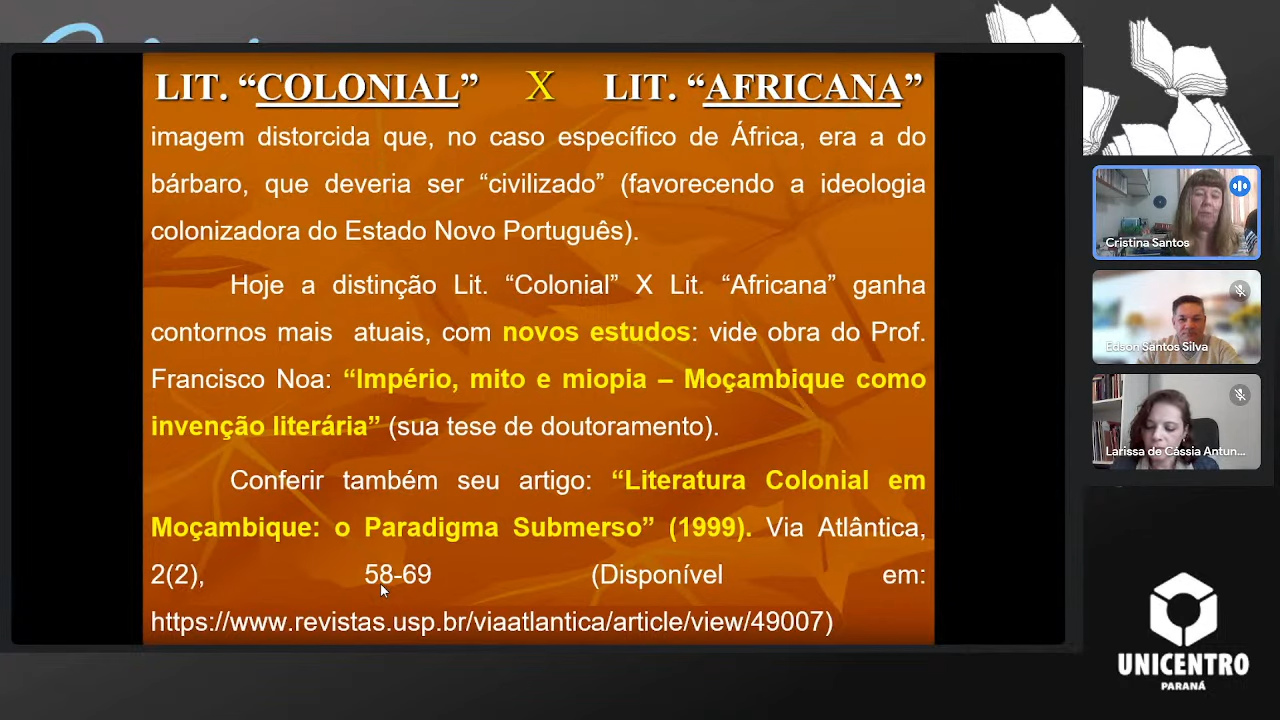 LIT. “COLONIAL” X LIT. “AFRICANA”
imagem distorcida que, no caso específico de África, era a do
bárbaro, que deveria ser “civilizado” (favorecendo a ideologia
colonizadora do Estado Novo Português).
Hoje a distinção Lit. “Colonial” X Lit. “Africana” ganha
contornos mais atuais, com novos estudos: vide obra do Prof.
Francisco Noa: “Império, mito e miopia – Moçambique como
invenção literária” (sua tese de doutoramento).
Conferir também seu artigo: “Literatura Colonial em
Moçambique: o Paradigma Submerso” (1999). Via Atlântica,
2(2), 58-69 (Disponível em:
https://www.revistas.usp.br/viaatlantica/article/view/49007)
Cristina Santos
Edson Santos Silva
Larissa de Cássia Antun...
UNICENTRO
PARANÁ